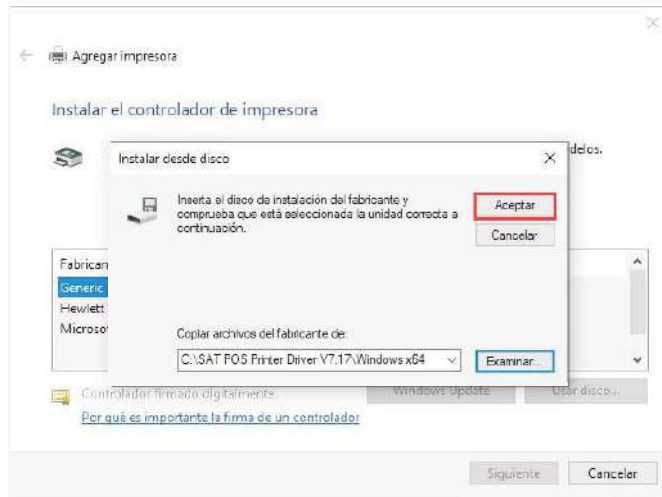 Agregar impresora
Instalar el controlador de impresora
delos.
Instalar desde disco
Inserta el disco de instalación del fabricante y
comprueba que está seleccionada la unidad correcta a
continuación.
Aceptar
Cancelar
Fabrican
Generic
Hewlett
Microsof
Copiar archivos del fabricante de:
C:\SAT POS Printer Driver V7.17\Windows x64
Examinar...
Controlador firmado digitalmente.
Windows Update
Usar disco...
Por qué es importante la firma de un controlador
Siguiente
Cancelar